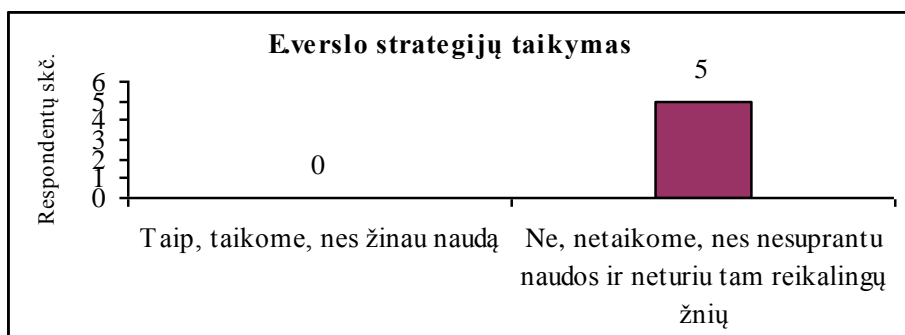 E.verslo strategijų taikymas
Respondentų skč.
6
5
4
3
2
1
0
0
5
Taip, taikome, nes žinau naudą
Ne, netaikome, nes nesuprantu
naudos ir neturiu tam reikalingų
žnių